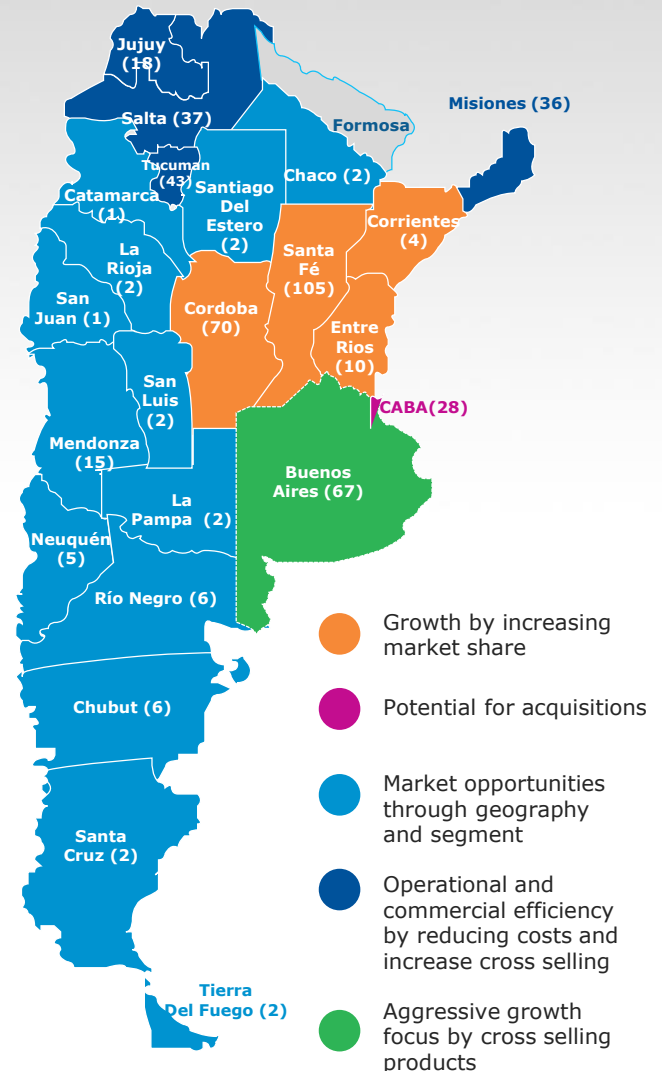 Jujuy
(18)
Salta (37)
Tucuman
(43)
Formosa
Misiones (36)
Catamarca
(1)
Santiago
Del
Estero
(2)
Chaco (2)
Corrientes
(4)
La
Rioja
(2)
Santa
Fé
(105)
San
Juan (1)
Cordoba
(70)
Entre
Rios
(10)
San
Luis
(2)
CABA(28)
Mendonza
(15)
Buenos
Aires (67)
La
Pampa (2)
Neuquén
(5)
Río Negro (6)
Chubut (6)
Santa
Cruz (2)
Tierra
Del Fuego (2)
Growth by increasing
market share
Potential for acquisitions
Market opportunities
through geography
and segment
Operational and
commercial efficiency
by reducing costs and
increase cross selling
Aggressive growth
focus by cross selling
products